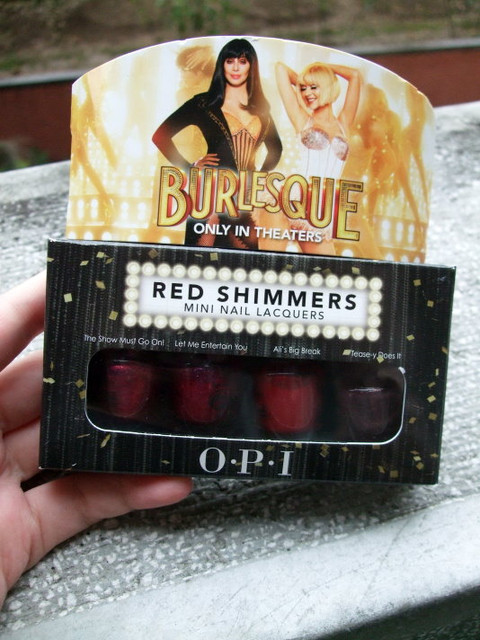 BURLESQUE
ONLY IN THEATERS
RED SHIMMERS
MINI NAIL LACQUERS
The Show Must Go On! Let Me Entertain You Ali's Big Break Tease-y Does It
O·P·I